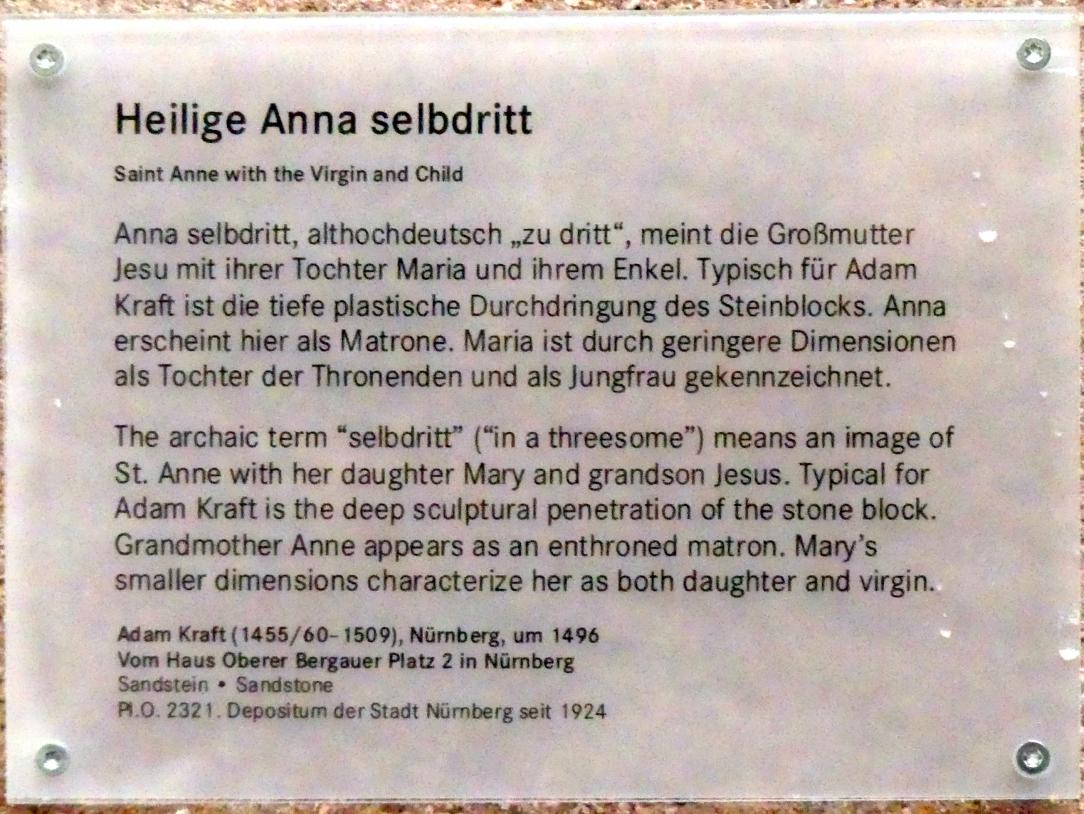 Heilige Anna selbdritt
Saint Anne with the Virgin and Child
Anna selbdritt, althochdeutsch „zu dritt“, meint die Großmutter
Jesu mit ihrer Tochter Maria und ihrem Enkel. Typisch für Adam
Kraft ist die tiefe plastische Durchdringung des Steinblocks. Anna
erscheint hier als Matrone. Maria ist durch geringere Dimensionen
als Tochter der Thronenden und als Jungfrau gekennzeichnet.
The archaic term “selbdritt” (“in a threesome”) means an image of
St. Anne with her daughter Mary and grandson Jesus. Typical for
Adam Kraft is the deep sculptural penetration of the stone block.
Grandmother Anne appears as an enthroned matron. Mary’s
smaller dimensions characterize her as both daughter and virgin.
Adam Kraft (1455/60–1509), Nürnberg, um 1496
Vom Haus Oberer Bergauer Platz 2 in Nürnberg
Sandstein • Sandstone
Pl.O. 2321. Depositum der Stadt Nürnberg seit 1924